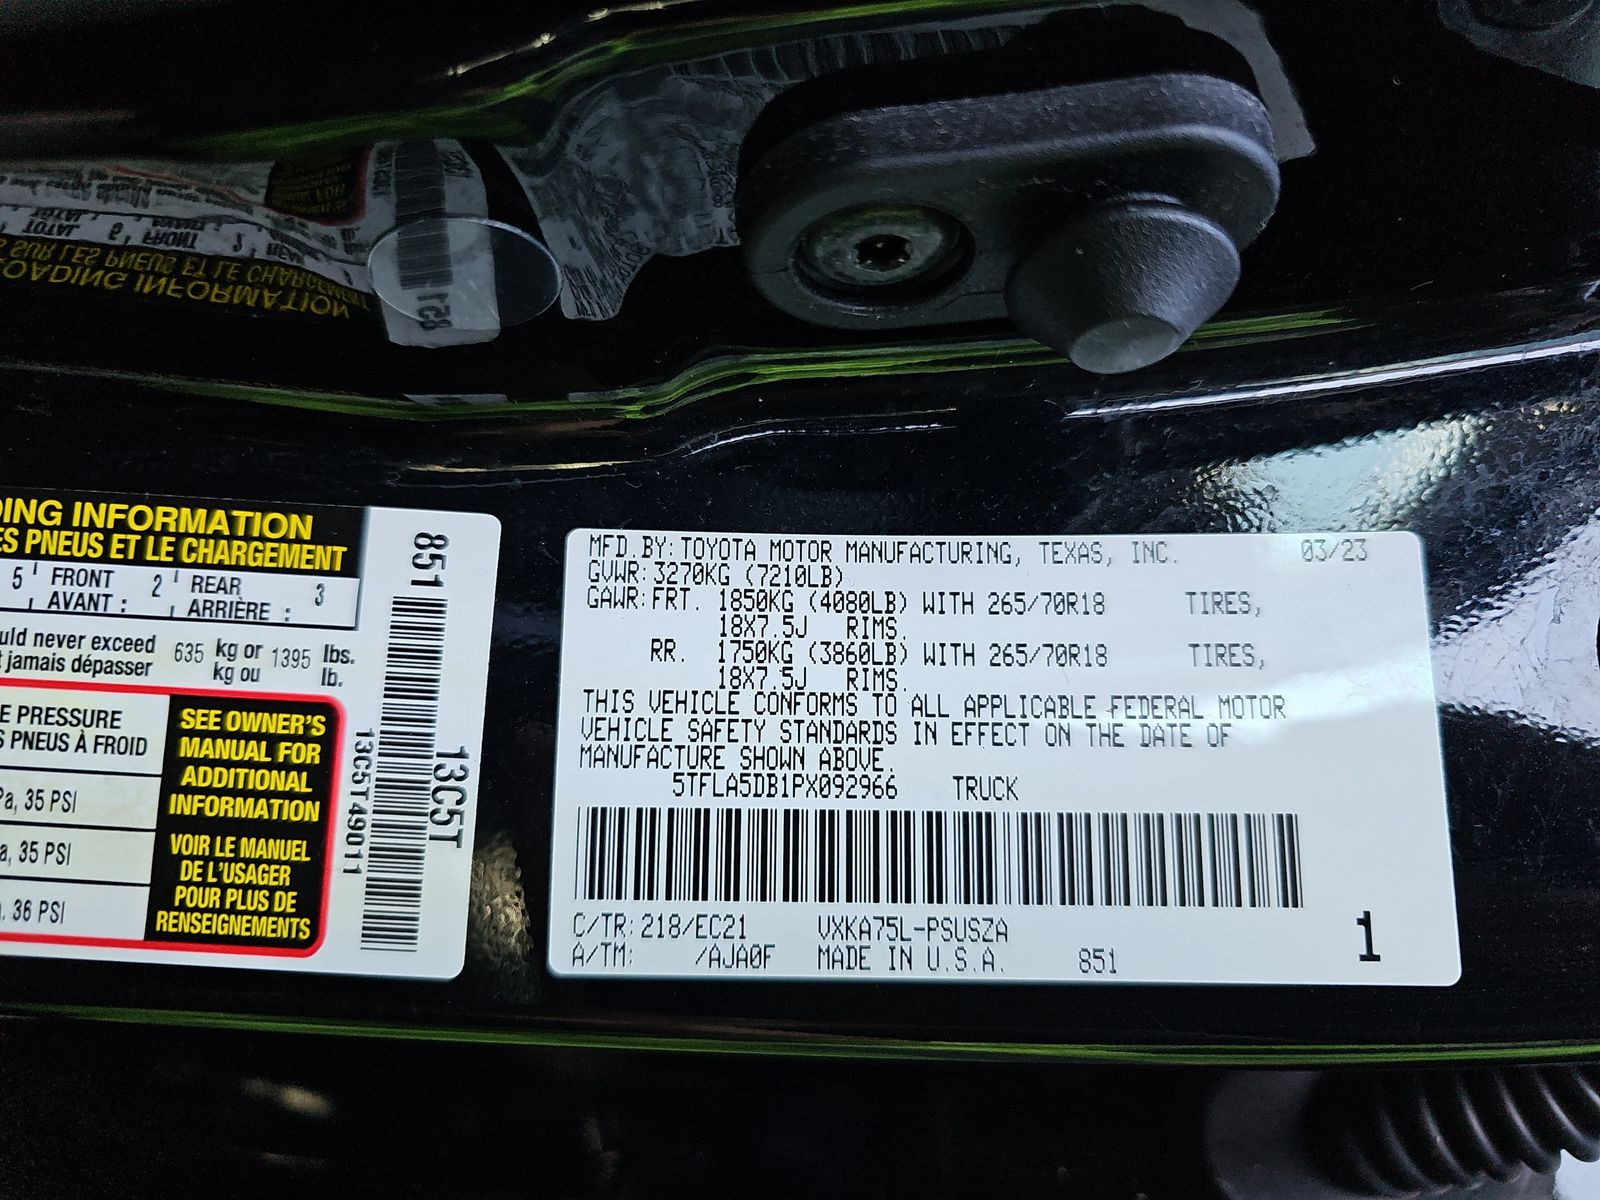 DING INFORMATION
ES PNEUS ET LE CHARGEMENT
5 FRONT 2 REAR 3
AVANT : ARRIÈRE :
uld never exceed 635 kg or 1395 lbs.
t jamais dépasser kg ou lb.
E PRESSURE
S PNEUS À FROID
Pa, 35 PSI
a, 35 PSI
36 PSI
SEE OWNER'S
MANUAL FOR
ADDITIONAL
INFORMATION
VOIR LE MANUEL
DE L'USAGER
POUR PLUS DE
RENSEIGNEMENTS
851
13C5T
13C5T49011
MFD.BY:TOYOTA MOTOR MANUFACTURING, TEXAS, INC. 03/23
GVWR:3270KG (7210LB)
GAWR:FRT. 1850KG (4080LB) WITH 265/70R18 TIRES,
18X7.5J RIMS.
RR. 1750KG (3860LB) WITH 265/70R18 TIRES,
18X7.5J RIMS.
THIS VEHICLE CONFORMS TO ALL APPLICABLE FEDERAL MOTOR
VEHICLE SAFETY STANDARDS IN EFFECT ON THE DATE OF
MANUFACTURE SHOWN ABOVE.
5TFLA5DB1PX092966 TRUCK
C/TR:218/EC21 VXKA75L-PSUSZA
A/TM: /AJA0F MADE IN U.S.A. 851
1